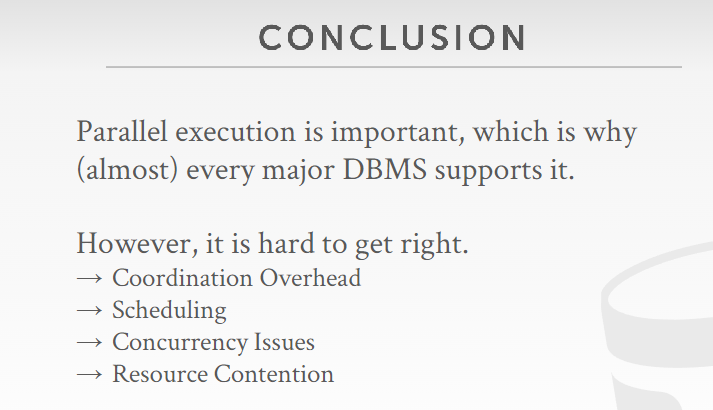 CONCLUSION
Parallel execution is important, which is why
(almost) every major DBMS supports it.
However, it is hard to get right.
→ Coordination Overhead
→ Scheduling
→ Concurrency Issues
→ Resource Contention